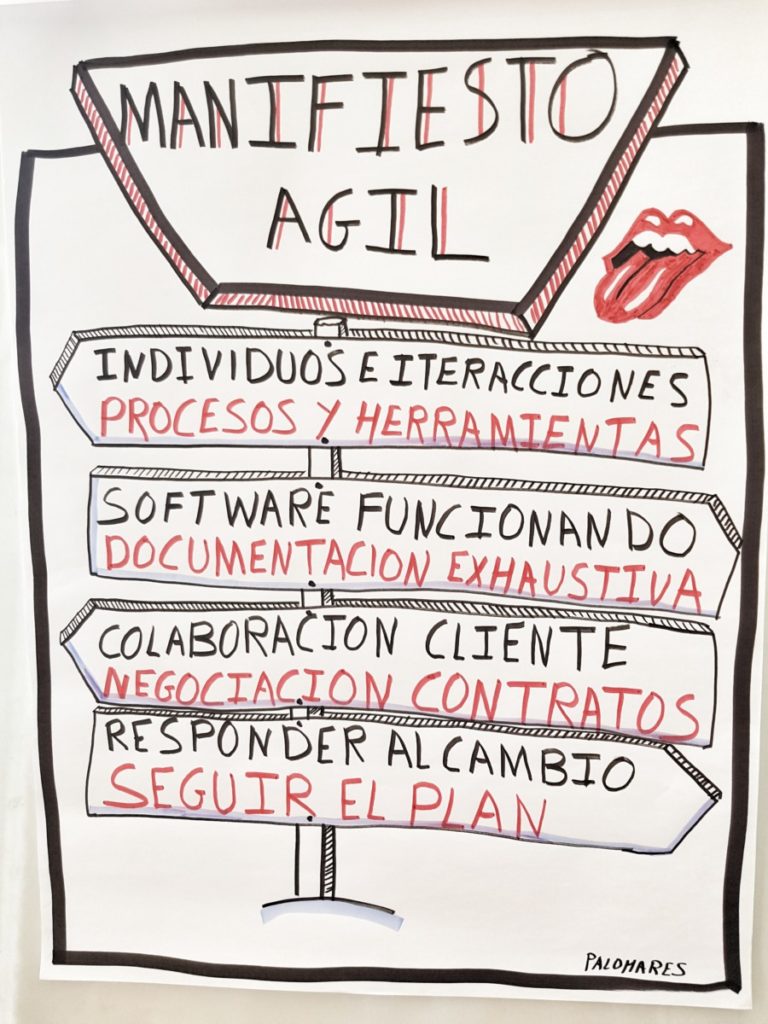 MANIFIESTO
AGIL
INDIVIDUOS E ITERACCIONES
PROCESOS Y HERRAMIENTAS
SOFTWARE FUNCIONANDO
DOCUMENTACION EXHAUSTIVA
COLABORACION CLIENTE
NEGOCIACION CONTRATOS
RESPONDER AL CAMBIO
SEGUIR EL PLAN
PALOMARES